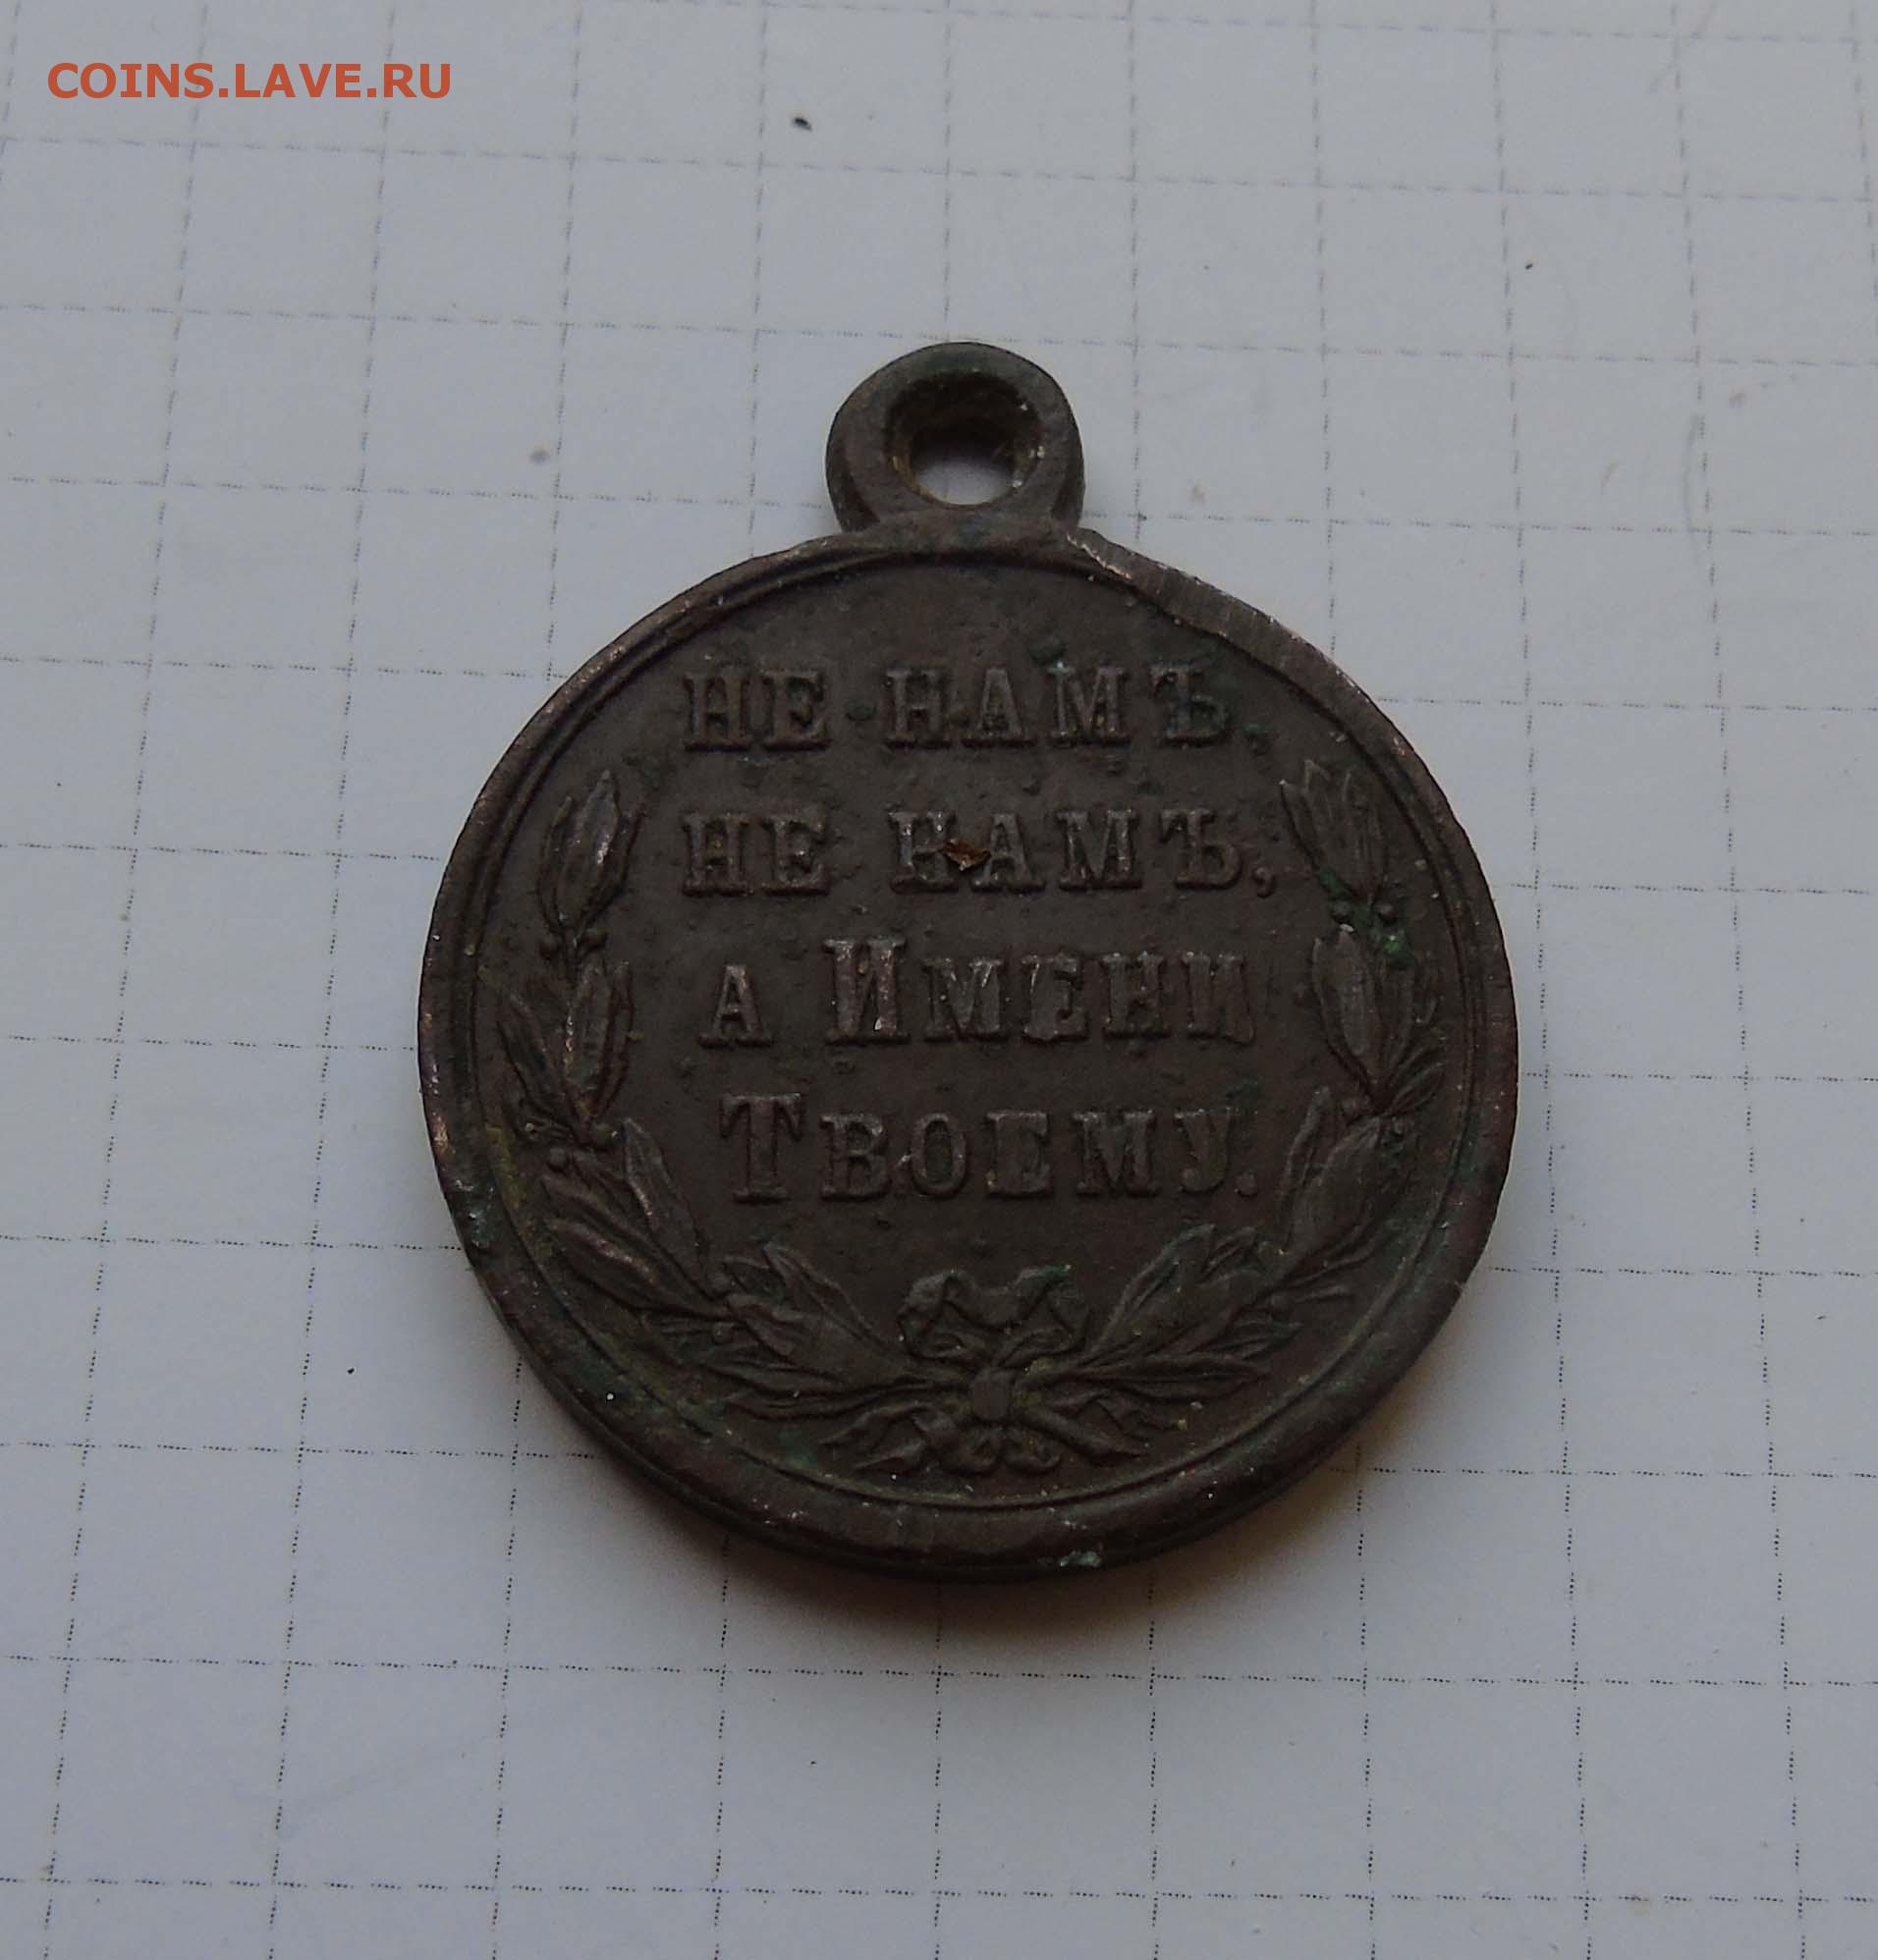 COINS.LAVE.RU
НЕ НАМЪ,
НЕ НАМЪ,
А ИМЕНИ
ТВОЕМУ.